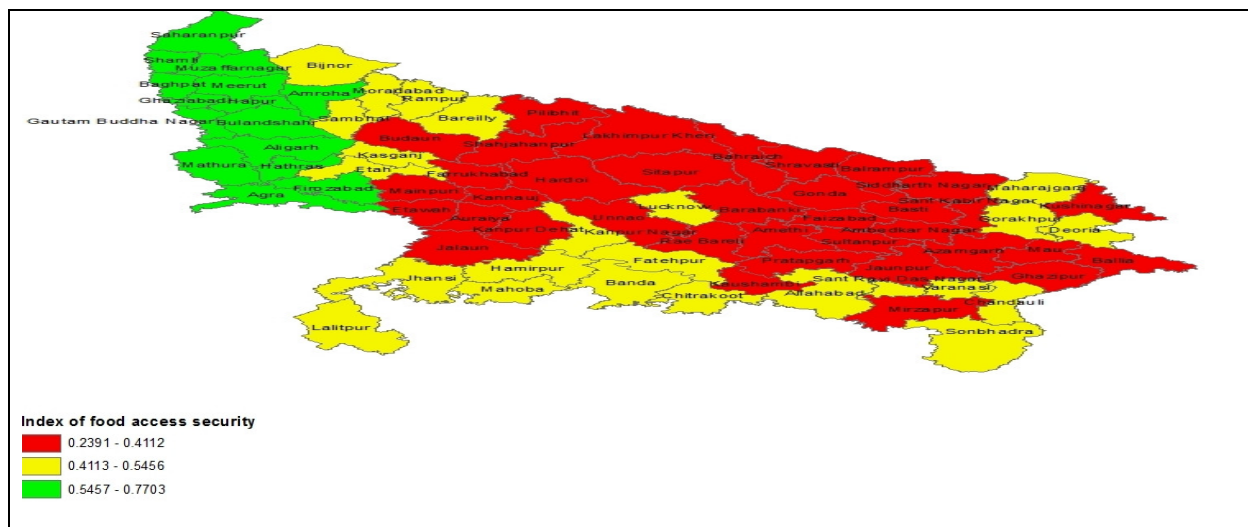 Saharanpur
Shamli
Muzaffarnagar
Bijnor
Baghpat Meerut
Amroha
Moradabad
Ghaziabad Hapur
Rampur
Gautam Buddha Nagar Bulandshahr
Sambhal
Bareilly
Pilibhit
Budaun
Shahjahanpur
Lakhimpur Kheri
Aligarh
Kasganj
Bahraich
Shravasti
Balrampur
Mathura Hathras
Etah
Farrukhabad
Hardoi
Sitapur
Siddharth Nagar
Maharajganj
Agra
Firozabad
Mainpuri
Kannauj
Lucknow
Gonda
Sant Kabir Nagar
Kushinagar
Etawah
Auraiya
Unnao
Barabanki
Faizabad
Basti
Gorakhpur
Deoria
Kanpur Dehat
Kanpur Nagar
Rae Bareli
Amethi
Ambedkar Nagar
Sultanpur
Azamgarh
Mau
Ballia
Jalaun
Fatehpur
Pratapgarh
Jaunpur
Ghazipur
Jhansi
Hamirpur
Banda
Kaushambi
Sant Ravi Das Nagar
Varanasi
Mahoba
Chitrakoot
Allahabad
Chandauli
Mirzapur
Lalitpur
Sonbhadra
Index of food access security
0.2391 - 0.4112
0.4113 - 0.5456
0.5457 - 0.7703